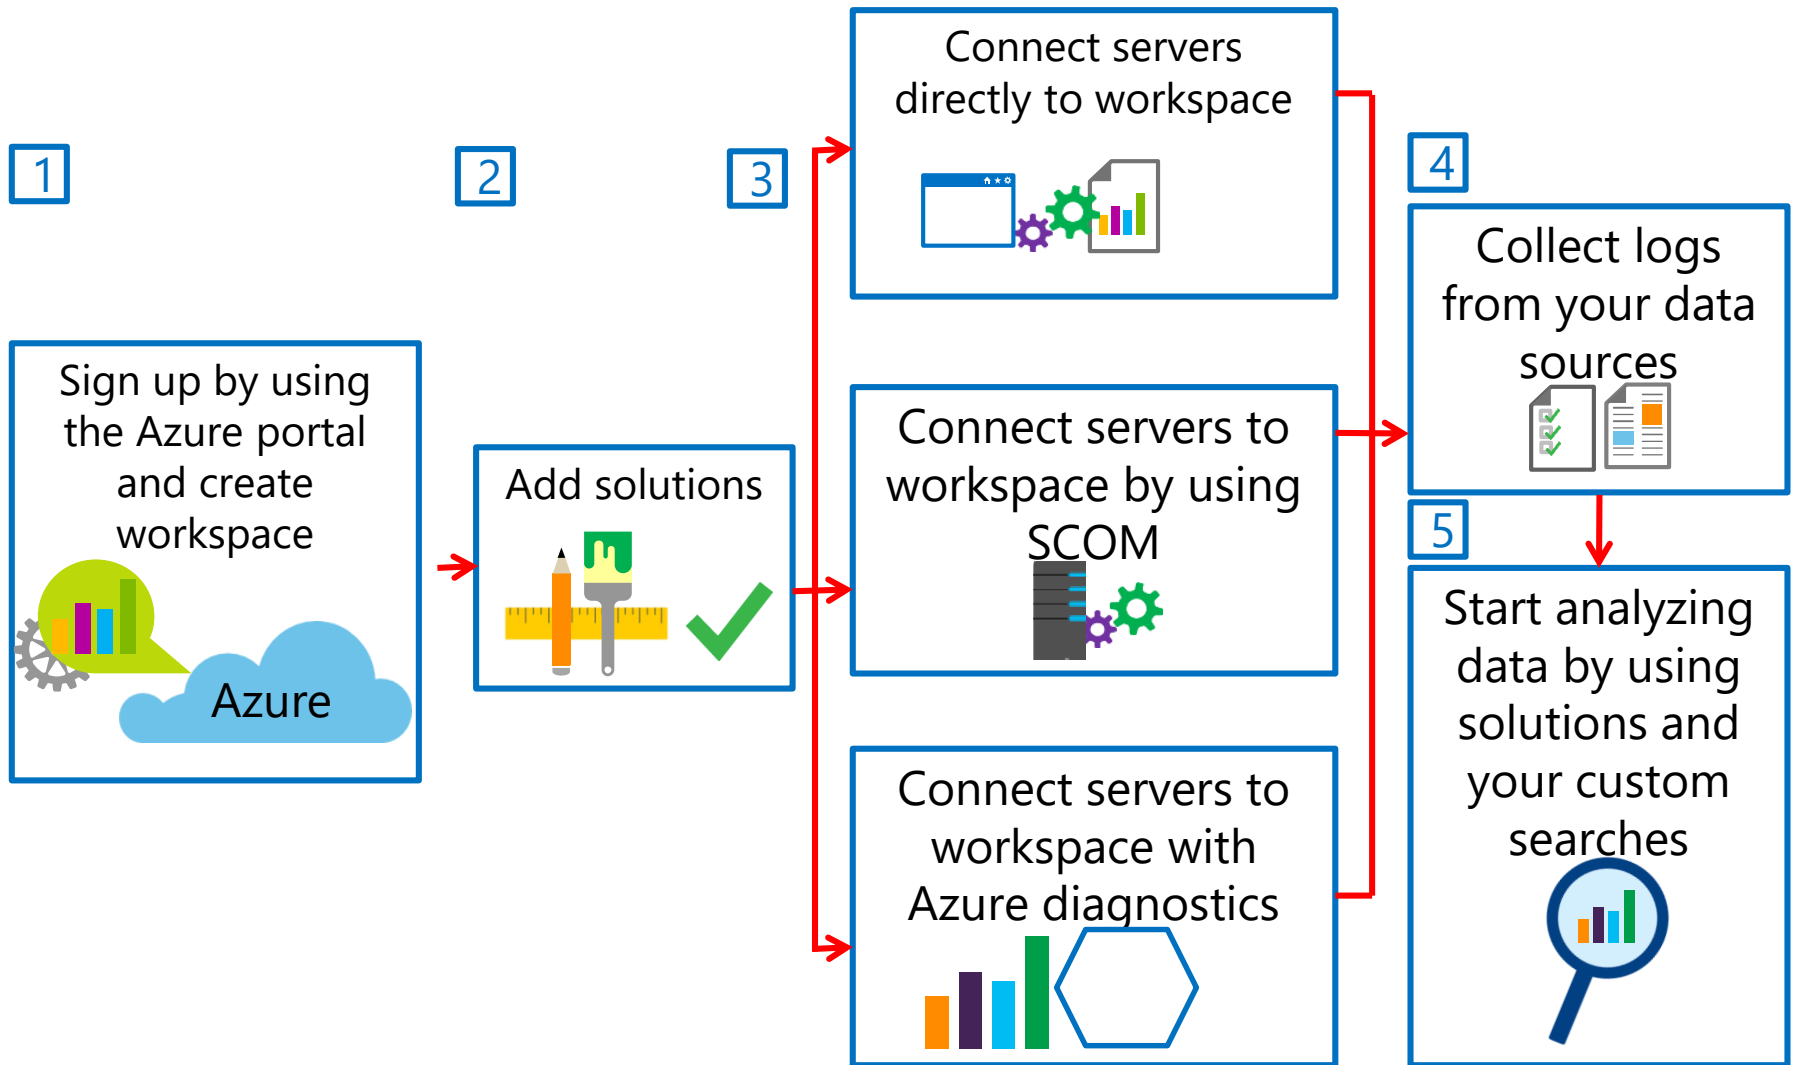 1
Sign up by using
the Azure portal
and create
workspace
Azure
2
Add solutions
3
Connect servers
directly to workspace
Connect servers to
workspace by using
SCOM
Connect servers to
workspace with
Azure diagnostics
4
Collect logs
from your data
sources
5
Start analyzing
data by using
solutions and
your custom
searches